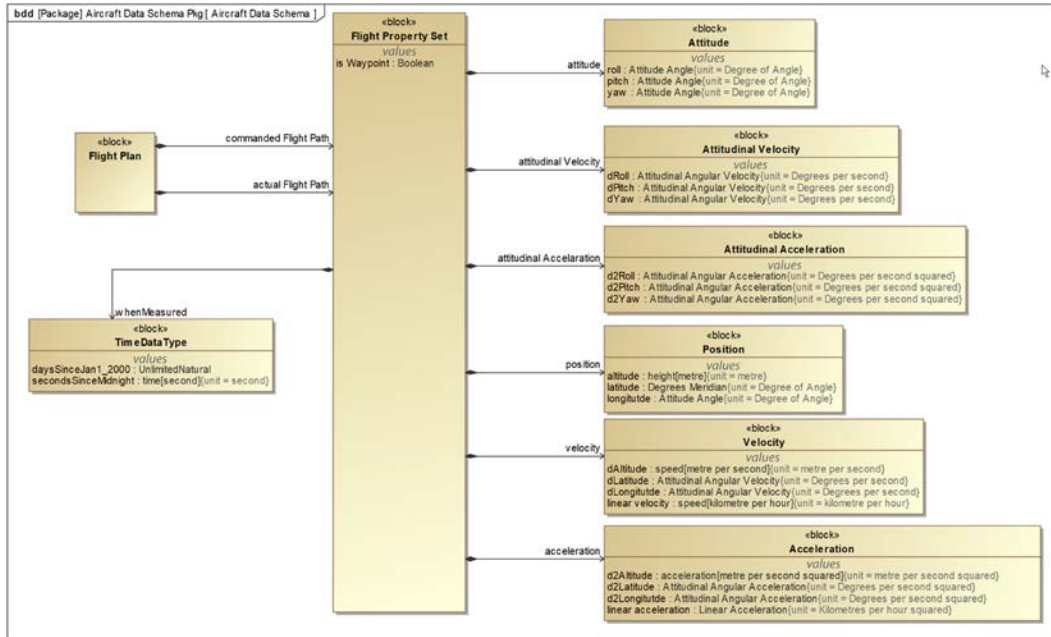 bdd [Package] Aircraft Data Schema Pkg[ Aircraft Data Schema ]
«block»
Flight Property Set
values
is Waypoint : Boolean
«block»
Flight Plan
commanded Flight Path
actual Flight Path
whenMeasured
«block»
TimeDataType
values
daysSinceJan1_2000 : UnlimitedNatural
secondsSinceMidnight : time[second]{unit = second}
attitude
«block»
Attitude
values
roll : Attitude Angle{unit = Degree of Angle}
pitch : Attitude Angle{unit = Degree of Angle}
yaw : Attitude Angle{unit = Degree of Angle}
attitudinal Velocity
«block»
Attitudinal Velocity
values
dRoll : Attitudinal Angular Velocity{unit = Degrees per second}
dPitch : Attitudinal Angular Velocity{unit = Degrees per second}
dYaw : Attitudinal Angular Velocity{unit = Degrees per second}
attitudinal Accelaration
«block»
Attitudinal Acceleration
values
d2Roll : Attitudinal Angular Acceleration{unit = Degrees per second squared}
d2Pitch : Attitudinal Angular Acceleration{unit = Degrees per second squared}
d2Yaw : Attitudinal Angular Acceleration{unit = Degrees per second squared}
position
«block»
Position
values
altitude : height[metre]{unit = metre}
latitude : Degrees Meridian{unit = Degree of Angle}
longitutde : Attitude Angle{unit = Degree of Angle}
velocity
«block»
Velocity
values
dAltitude : speed[metre per second]{unit = metre per second}
dLatitude : Attitudinal Angular Velocity{unit = Degrees per second}
dLongitutde : Attitudinal Angular Velocity{unit = Degrees per second}
linear velocity : speed[kilometre per hour]{unit = kilometre per hour}
acceleration
«block»
Acceleration
values
d2Altitude : acceleration[metre per second squared]{unit = metre per second squared}
d2Latitude : Attitudinal Angular Acceleration{unit = Degrees per second squared}
d2Longitutde : Attitudinal Angular Acceleration{unit = Degrees per second squared}
linear acceleration : Linear Acceleration{unit = Kilometres per hour squared}